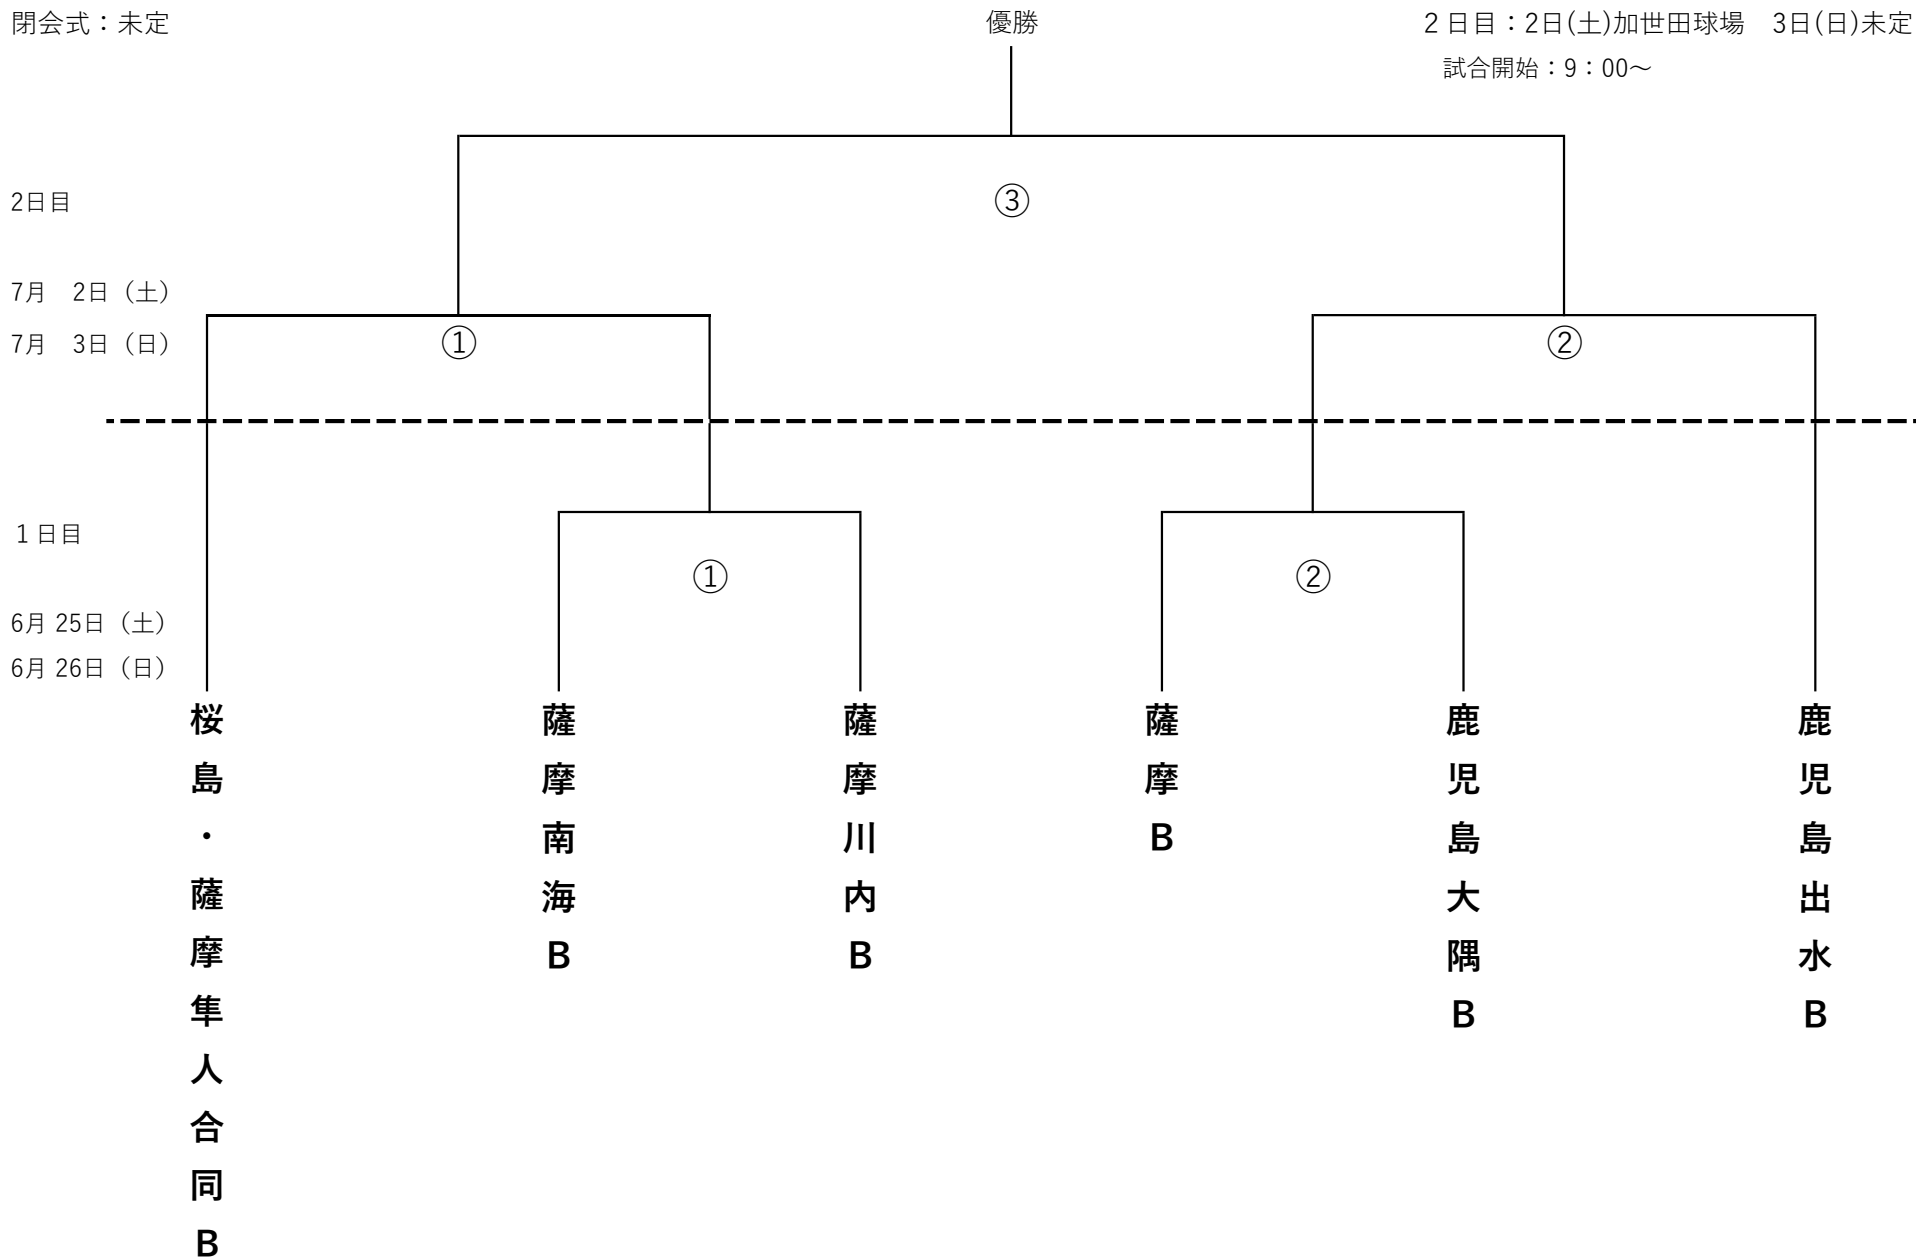 閉会式：未定
優勝
２日目：2日(土)加世田球場　3日(日)未定
試合開始：9：00～
③
2日目
7月　2日（土）
7月　3日（日）
①
②
１日目
①
②
6月 25日（土）
6月 26日（日）
桜島・薩摩隼人合同B
薩摩南海B
薩摩川内B
薩摩B
鹿児島大隅B
鹿児島出水B